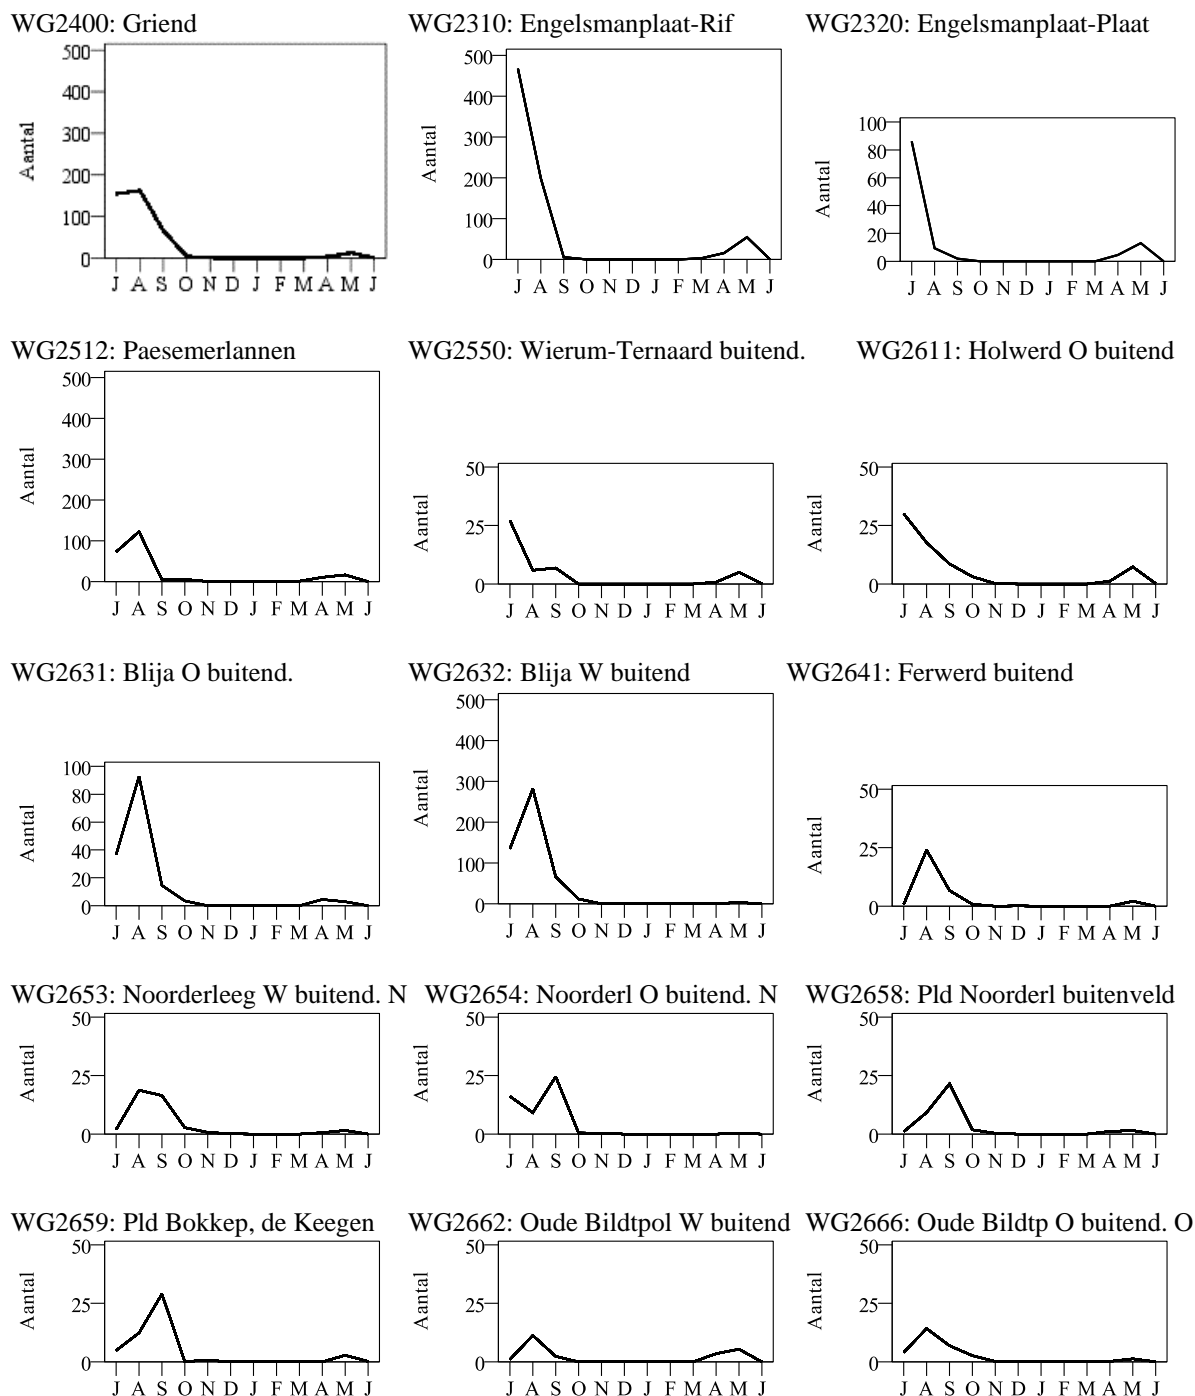 WG2400: Griend WG2310: Engelsmanplaat-Rif WG2320: Engelsmanplaat-Plaat
Aantal
500
400
300
200
100
0
J A S O N D J F M A M J
Aantal
500
400
300
200
100
0
J A S O N D J F M A M J
Aantal
100
80
60
40
20
0
J A S O N D J F M A M J
WG2512: Paesemerlannen WG2550: Wierum-Ternaard buitend. WG2611: Holwerd O buitend
Aantal
500
400
300
200
100
0
J A S O N D J F M A M J
Aantal
50
25
0
J A S O N D J F M A M J
Aantal
50
25
0
J A S O N D J F M A M J
WG2631: Blija O buitend. WG2632: Blija W buitend WG2641: Ferwerd buitend
Aantal
100
80
60
40
20
0
J A S O N D J F M A M J
Aantal
500
400
300
200
100
0
J A S O N D J F M A M J
Aantal
50
25
0
J A S O N D J F M A M J
WG2653: Noorderleeg W buitend. N WG2654: Noorderl O buitend. N WG2658: Pld Noorderl buitenveld
Aantal
50
25
0
J A S O N D J F M A M J
Aantal
50
25
0
J A S O N D J F M A M J
Aantal
50
25
0
J A S O N D J F M A M J
WG2659: Pld Bokkep, de Keegen WG2662: Oude Bildtpol W buitend WG2666: Oude Bildtp O buitend. O
Aantal
50
25
0
J A S O N D J F M A M J
Aantal
50
25
0
J A S O N D J F M A M J
Aantal
50
25
0
J A S O N D J F M A M J